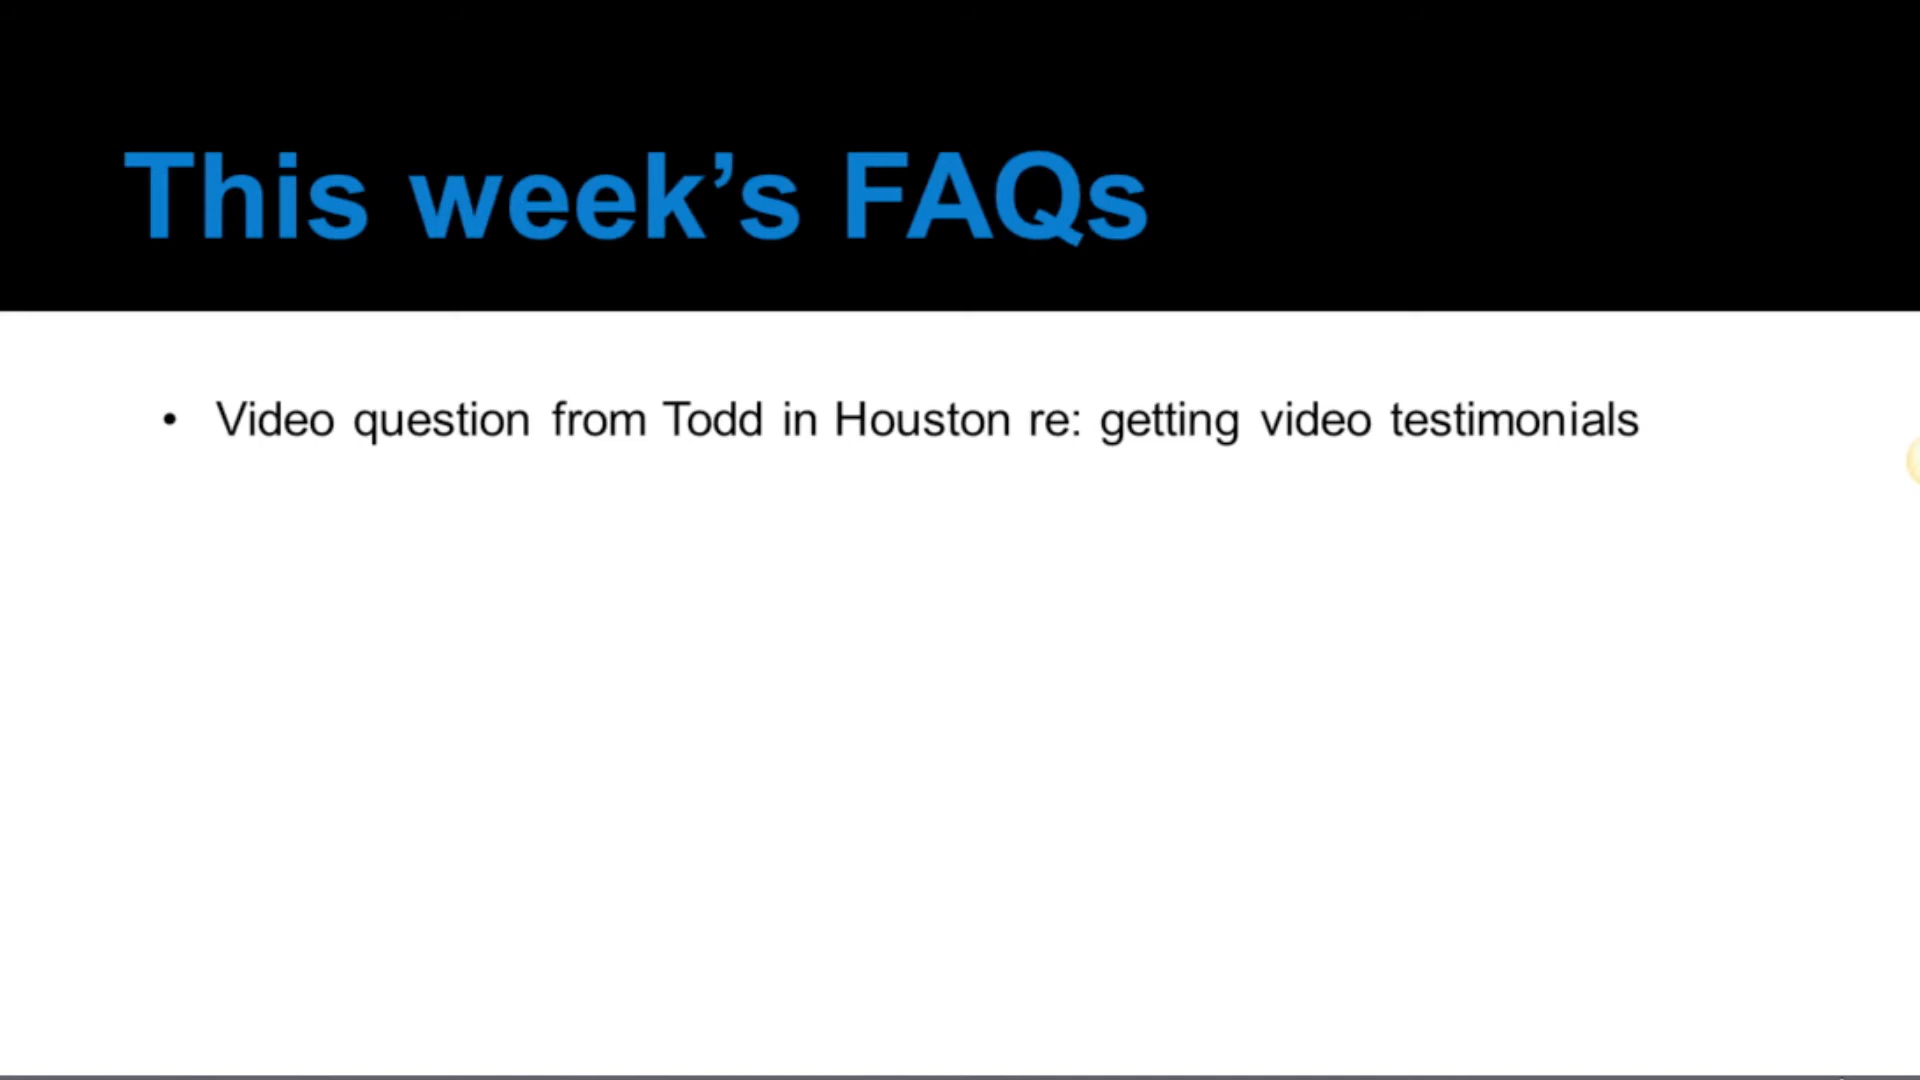 This week’s FAQs
• Video question from Todd in Houston re: getting video testimonials